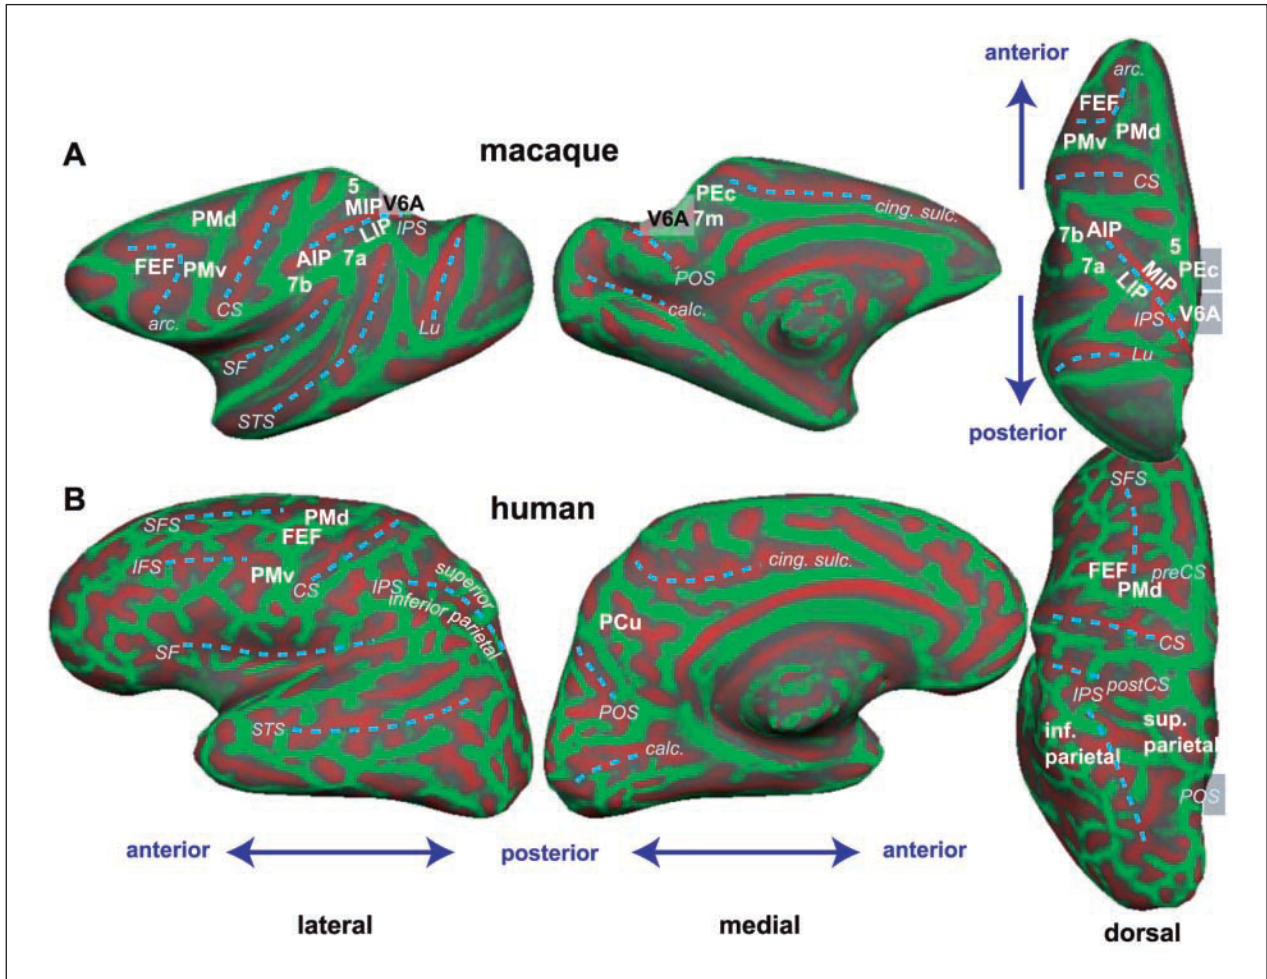 A
macaque
PMd
5
MIP
V6A
LIP
IPS
AIP
7a
FEF
PMv
7b
CS
arc.
SF
STS
Lu
PEc
V6A
7m
cing. sulc.
POS
calc.
anterior
arc.
FEF
PMv
PMd
CS
7b
AIP
5
7a
MIP
PEc
LIP
IPS
V6A
Lu
posterior
B
human
SFS
PMd
FEF
IFS
PMv
CS
IPS
superior
inferior parietal
SF
STS
cing. sulc.
PCu
POS
calc.
SFS
FEF
preCS
PMd
CS
postCS
IPS
inf.
parietal
sup.
parietal
POS
anterior
posterior
anterior
lateral
medial
dorsal